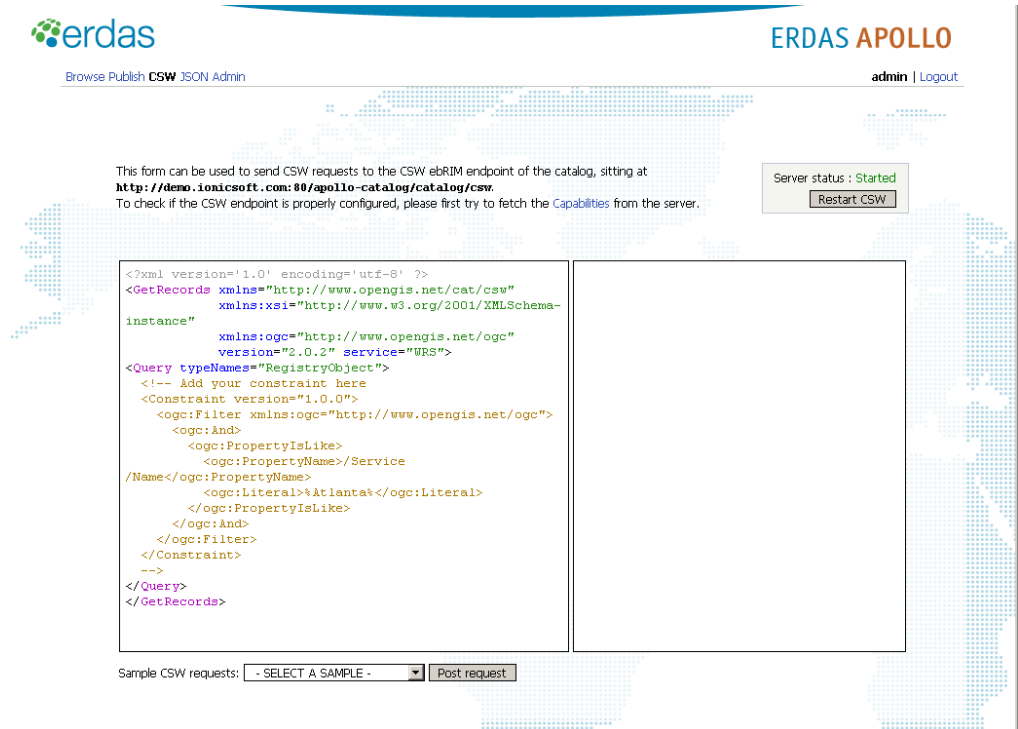 erdas
ERDAS APOLLO
Browse Publish CSW JSON Admin
admin | Logout
This form can be used to send CSW requests to the CSW ebRIM endpoint of the catalog, sitting at
http://demo.ionicsoft.com:80/apollo-catalog/catalog/csw.
To check if the CSW endpoint is properly configured, please first try to fetch the Capabilities from the server.
Server status : Started
Restart CSW
<?xml version='1.0' encoding='utf-8' ?>
<GetRecords xmlns="http://www.opengis.net/cat/csw"
xmlns:xsi="http://www.w3.org/2001/XMLSchema-
instance"
xmlns:ogc="http://www.opengis.net/ogc"
version="2.0.2" service="WRS">
<Query typeNames="RegistryObject">
<!-- Add your constraint here
<Constraint version="1.0.0">
<ogc:Filter xmlns:ogc="http://www.opengis.net/ogc">
<ogc:And>
<ogc:PropertyIsLike>
<ogc:PropertyName>/Service
/Name</ogc:PropertyName>
<ogc:Literal>%Atlanta%</ogc:Literal>
</ogc:PropertyIsLike>
</ogc:And>
</ogc:Filter>
</Constraint>
-->
</Query>
</GetRecords>
Sample CSW requests: - SELECT A SAMPLE - Post request